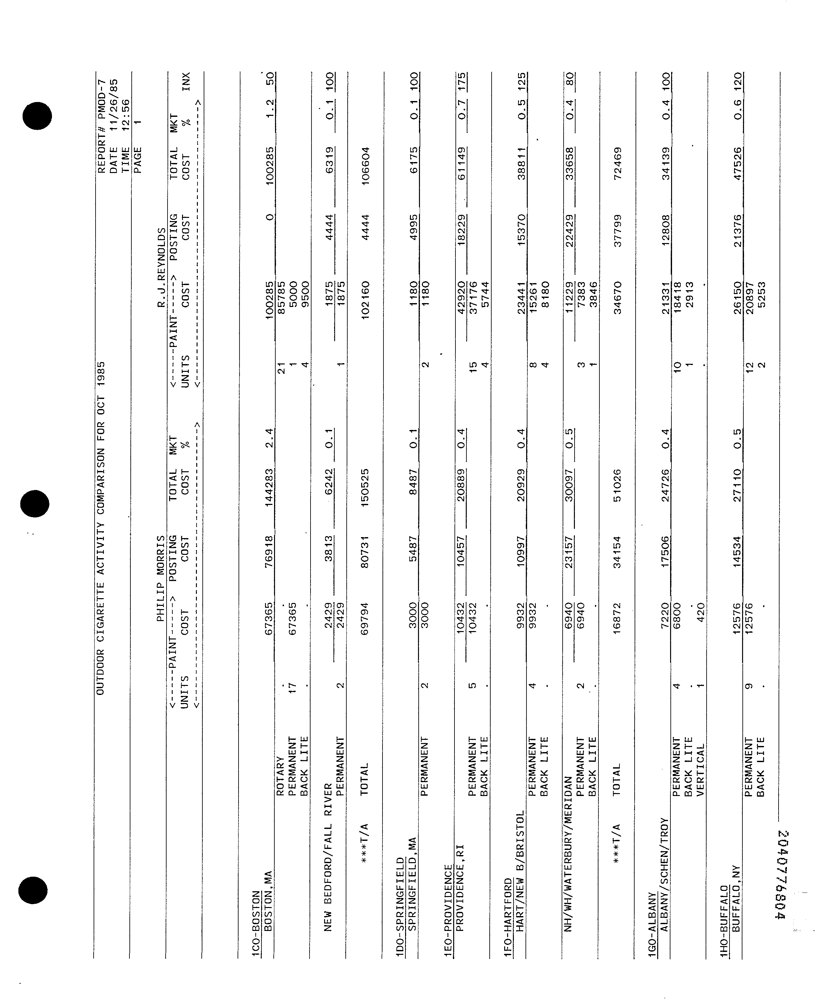 OUTDOOR CIGARETTE ACTIVITY COMPARISON FOR OCT 1985 REPORT# PMOD-7
DATE 11/26/85
TIME 12:56
PAGE 1
PHILIP MORRIS R.J.REYNOLDS
<-----PAINT------> POSTING TOTAL MKT <-----PAINT------> POSTING TOTAL MKT
UNITS COST COST COST % UNITS COST COST COST % INX
<--------------------------------------------> <-------------------------------------------->
1CO-BOSTON
BOSTON,MA 67365 76918 144283 2.4 100285 0 100285 1.2 50
ROTARY . 21 85785
PERMANENT 17 67365 1 5000
BACK LITE . . 4 9500
NEW BEDFORD/FALL RIVER 2429 3813 6242 0.1 1875 4444 6319 0.1 100
PERMANENT 2 2429 1 1875
***T/A TOTAL 69794 80731 150525 102160 4444 106604
1DO-SPRINGFIELD
SPRINGFIELD,MA 3000 5487 8487 0.1 1180 4995 6175 0.1 100
PERMANENT 2 3000 2 1180
1EO-PROVIDENCE
PROVIDENCE,RI 10432 10457 20889 0.4 42920 18229 61149 0.7 175
PERMANENT 5 10432 15 37176
BACK LITE . . 4 5744
1FO-HARTFORD
HART/NEW B/BRISTOL 9932 10997 20929 0.4 23441 15370 38811 0.5 125
PERMANENT 4 9932 8 15261
BACK LITE . . 4 8180
NH/WH/WATERBURY/MERIDAN 6940 23157 30097 0.5 11229 22429 33658 0.4 80
PERMANENT 2 6940 3 7383
BACK LITE . . 1 3846
***T/A TOTAL 16872 34154 51026 34670 37799 72469
1GO-ALBANY
ALBANY/SCHEN/TROY 7220 17506 24726 0.4 21331 12808 34139 0.4 100
PERMANENT 4 6800 10 18418
BACK LITE . . 1 2913
VERTICAL 1 420 . .
1HO-BUFFALO
BUFFALO,NY 12576 14534 27110 0.5 26150 21376 47526 0.6 120
PERMANENT 9 12576 12 20897
BACK LITE . . 2 5253
2040776804